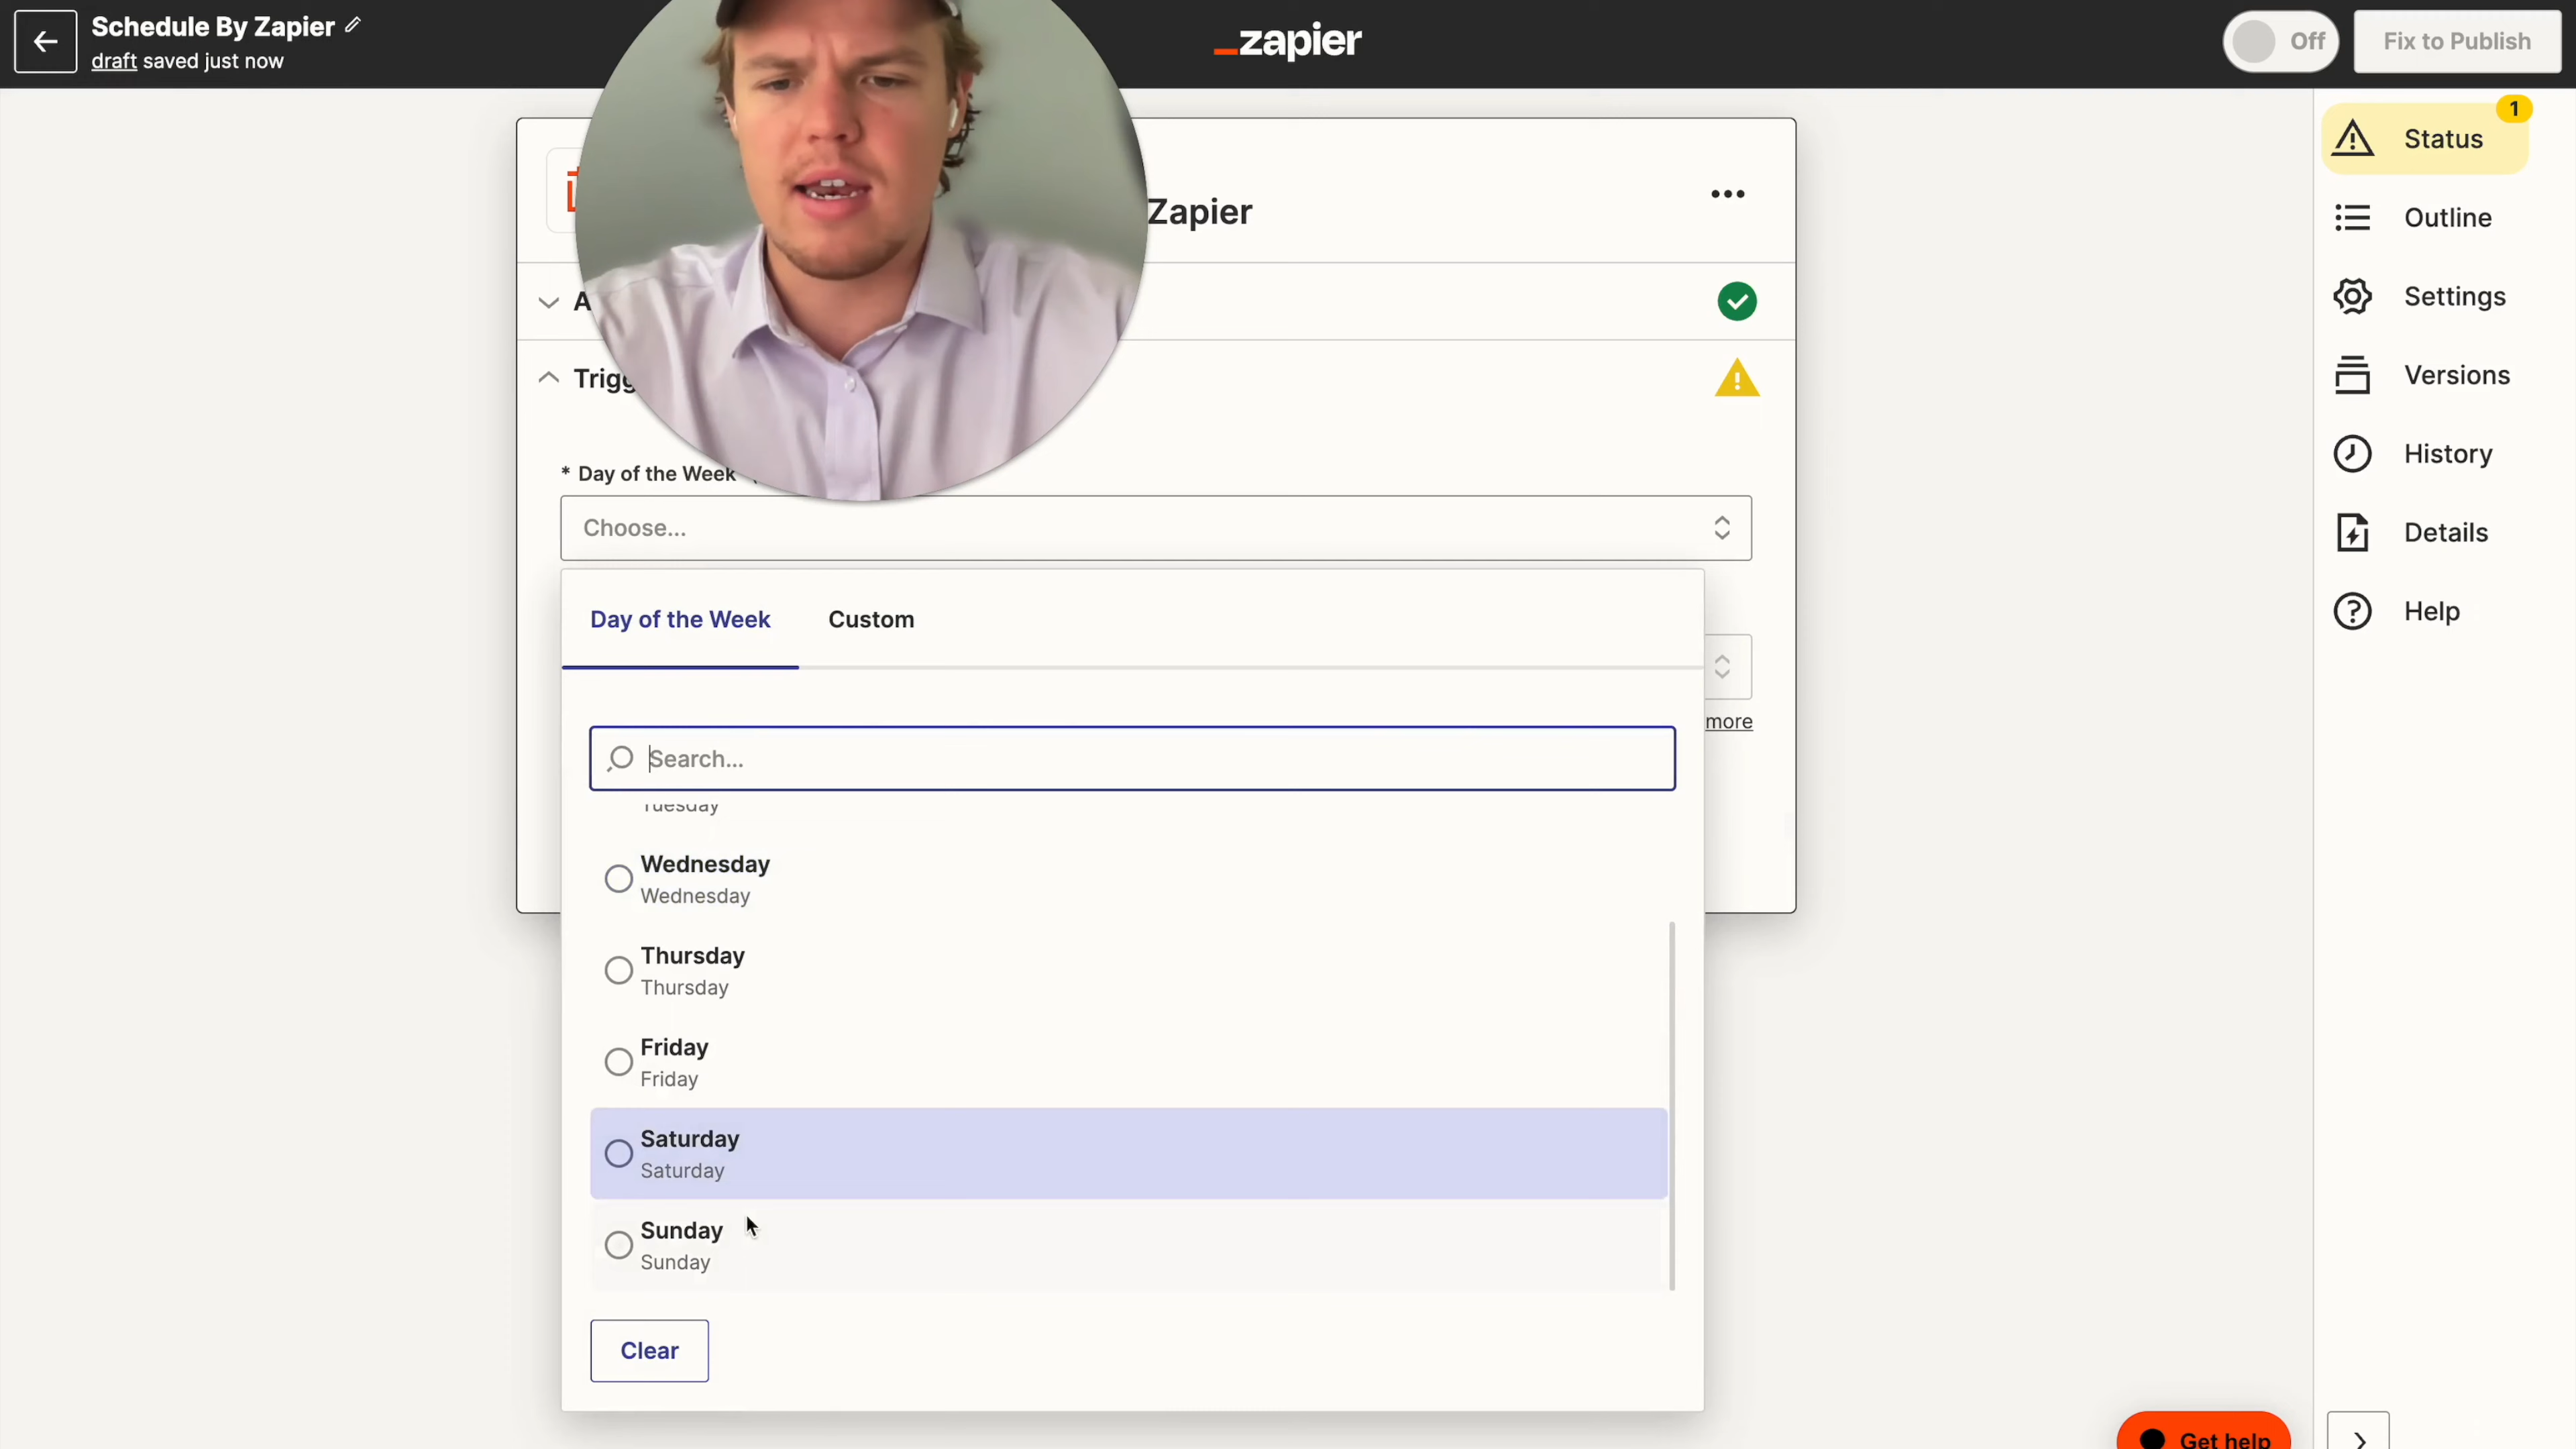 Schedule By Zapier
draft saved just now
zapier
Off
Fix to Publish
Zapier
A
Trigg
* Day of the Week
Choose...
Day of the Week
Custom
more
Search...
Tuesday
Wednesday
Wednesday
Thursday
Thursday
Friday
Friday
Saturday
Saturday
Sunday
Sunday
Clear
1
Status
Outline
Settings
Versions
History
Details
Help
Get help